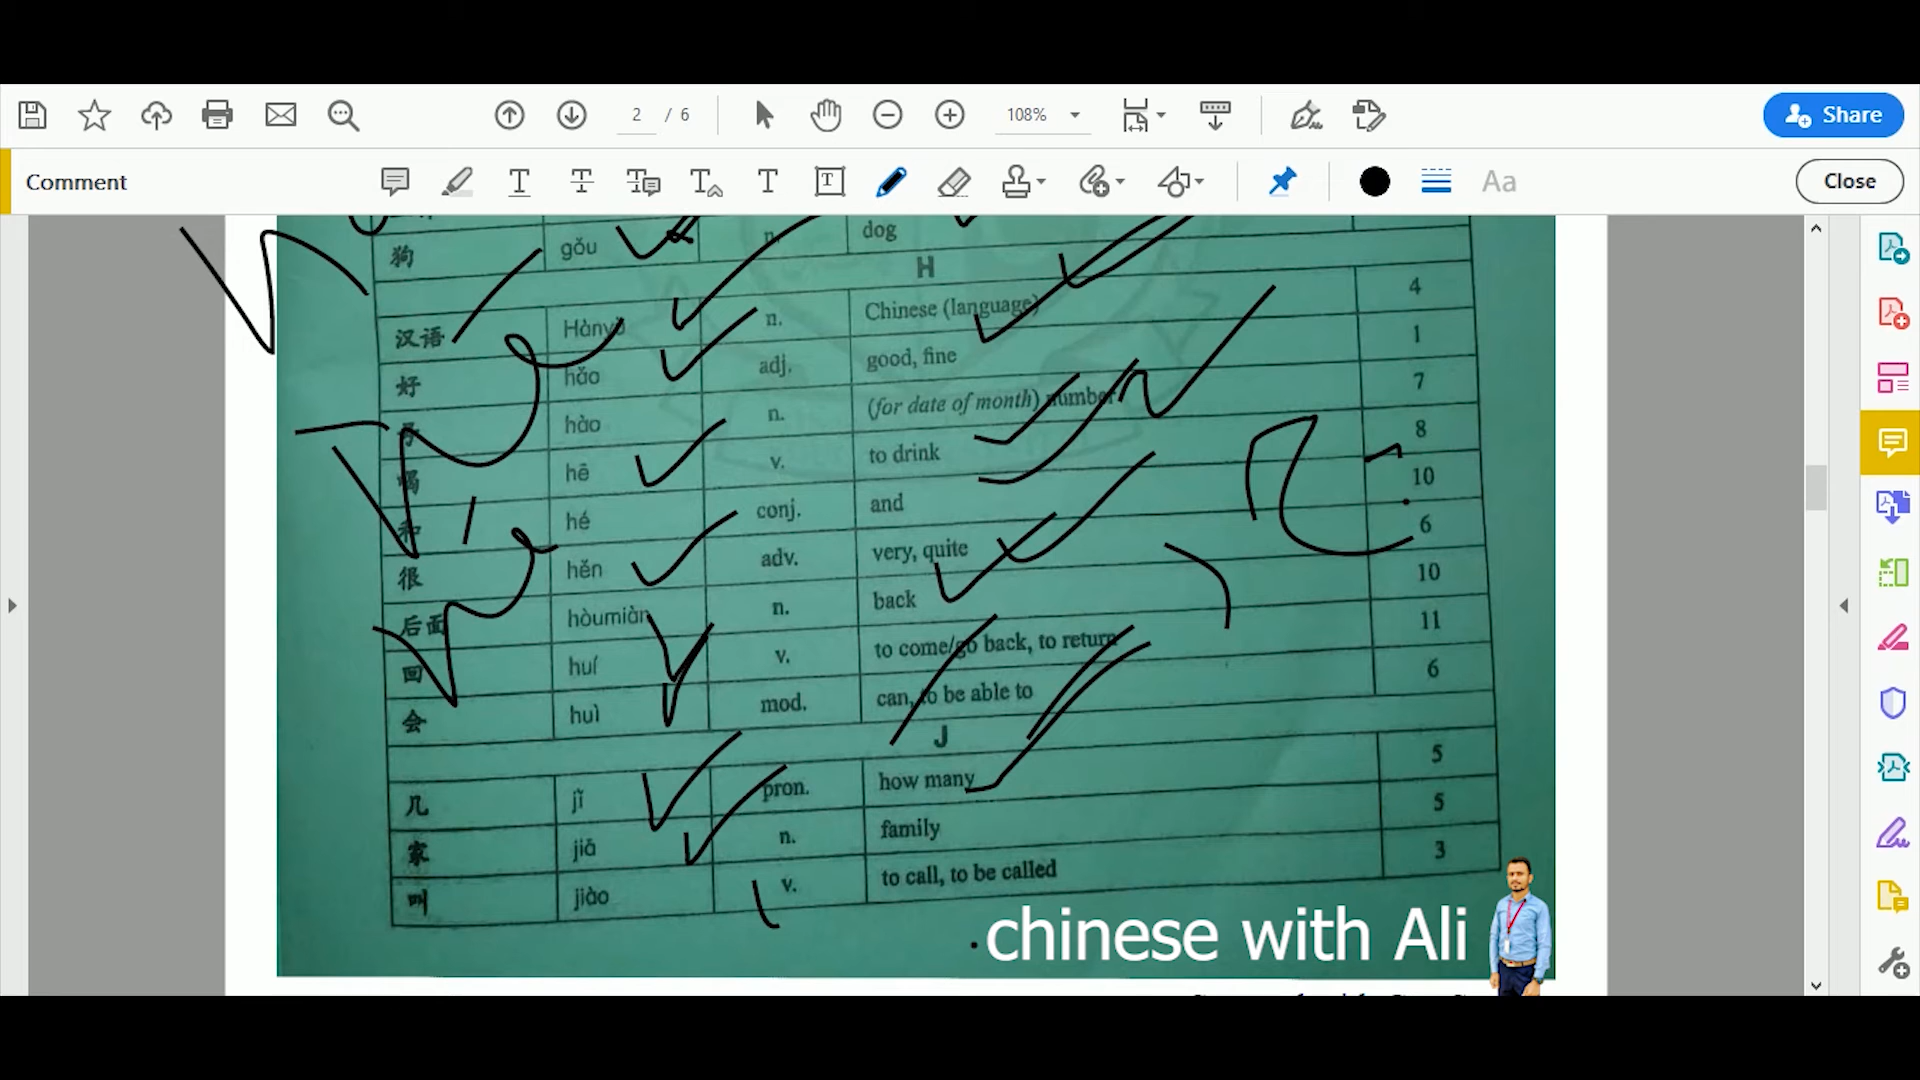 2 / 6 108% Share
Comment T T T T T T Aa Close
狗 gǒu n. dog
H
汉语 Hànyǔ n. Chinese (language) 4
好 hǎo adj. good, fine 1
号 hào n. (for date of month) number 7
喝 hē v. to drink 8
和 hé conj. and 10
很 hěn adv. very, quite 6
后面 hòumiàn n. back 10
回 huí v. to come/go back, to return 11
会 huì mod. can, to be able to 6
J
几 jǐ pron. how many 5
家 jiā n. family 5
叫 jiào v. to call, to be called 3
chinese with Ali